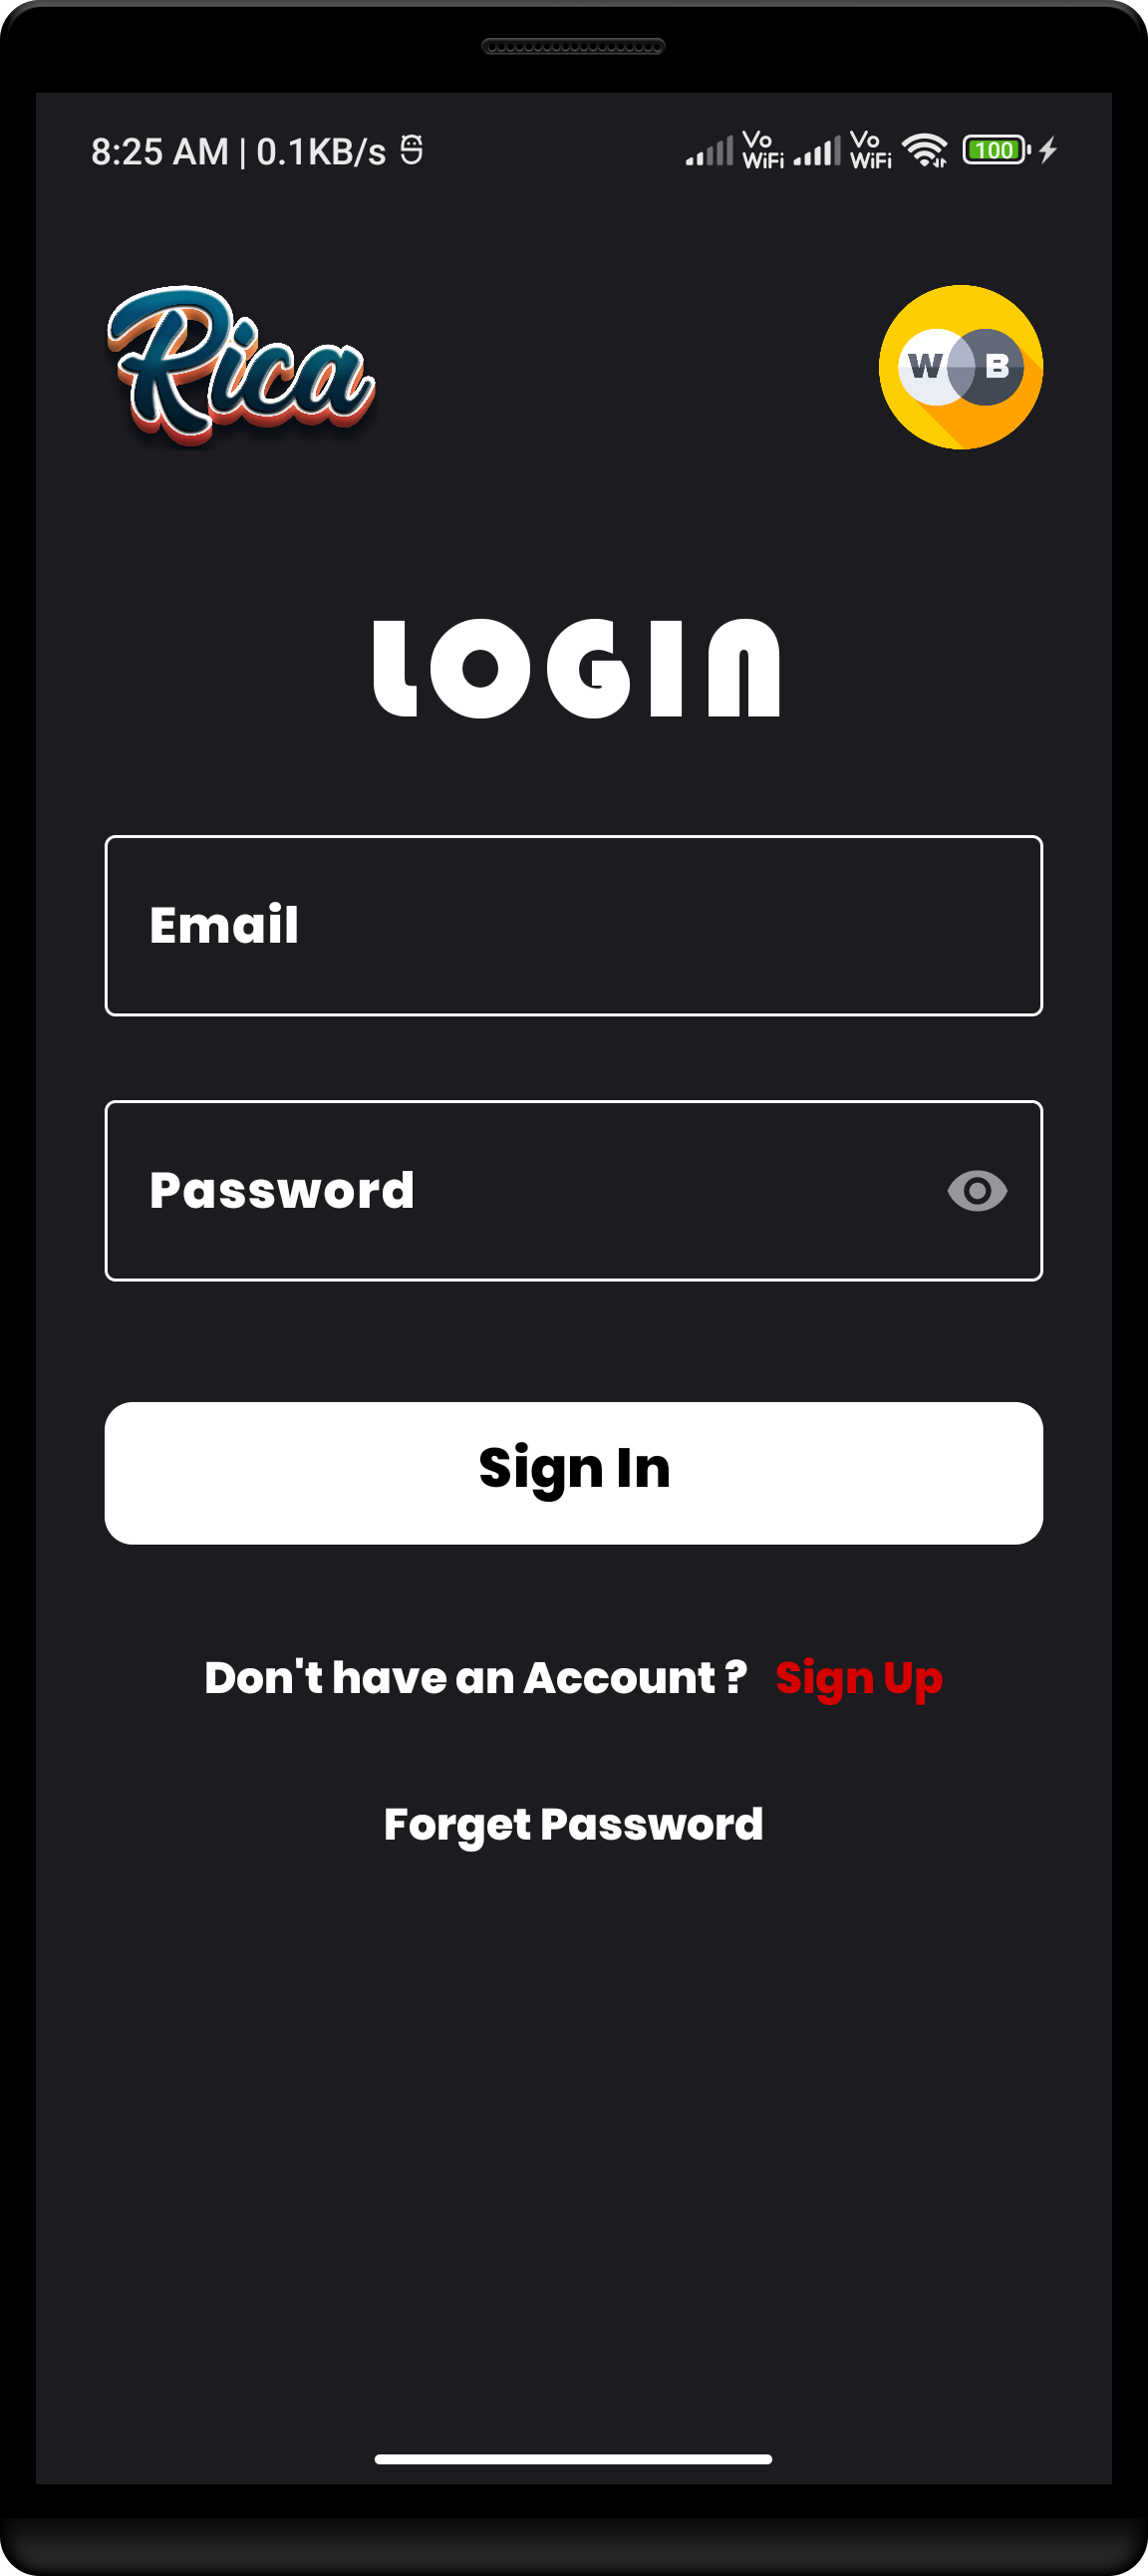 8:25 AM | 0.1KB/s
Vo WiFi Vo WiFi 100
Rica
W B
LOGIN
Email
Password
Sign In
Don't have an Account ? Sign Up
Forget Password